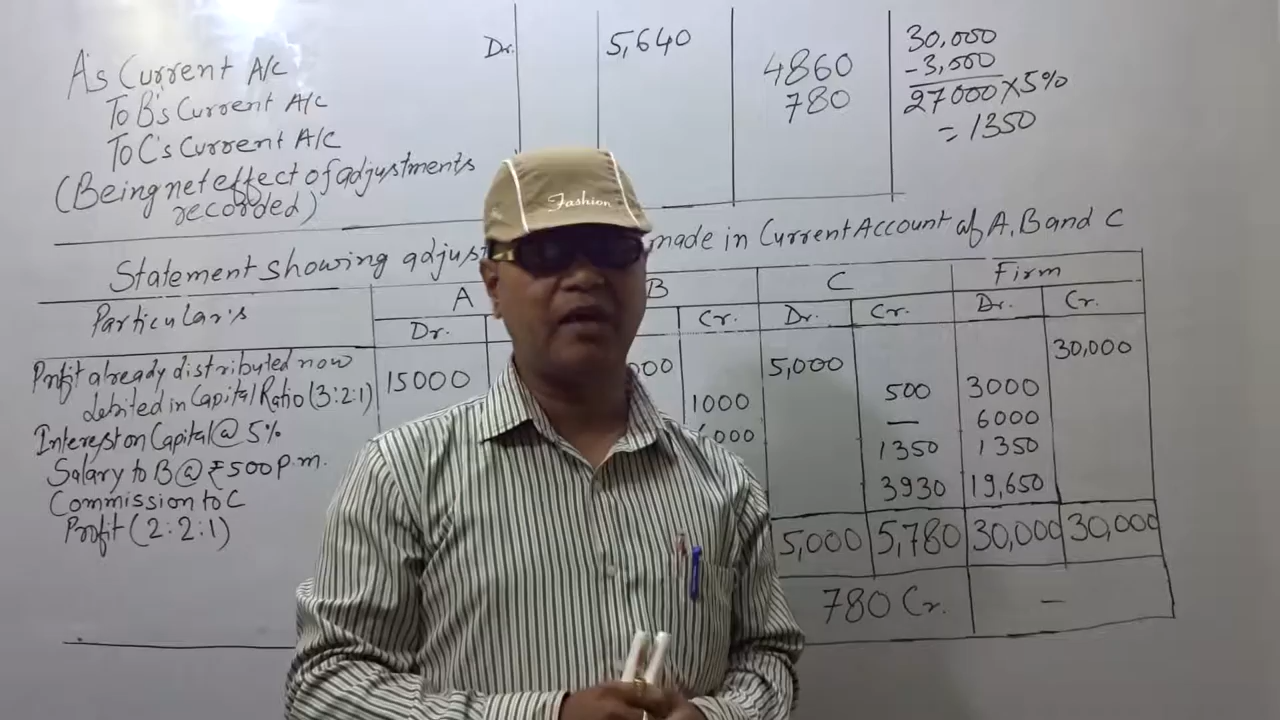 A's Current A/c Dr. 5,640
To B's Current A/c 4860
To C's Current A/c 780
(Being net effect of adjustments
recorded)
30,000
-3,000
27000×5%
=1350
Statement showing made in Current Account of A, B and C
Particular's A B C Firm
Dr. Cr. Dr. Cr. Dr. Cr.
Profit already distributed now
debited in Capital Ratio (3:2:1)
Interest on Capital @ 5%
Salary to B @ ₹500 p.m.
Commission to C
Profit (2:2:1)
15000 5,000 30,000
1000 500 3000
— 6000
1350 1350
3930 19,650
5,000 5,780 30,000 30,000
780 Cr. —
Fashion